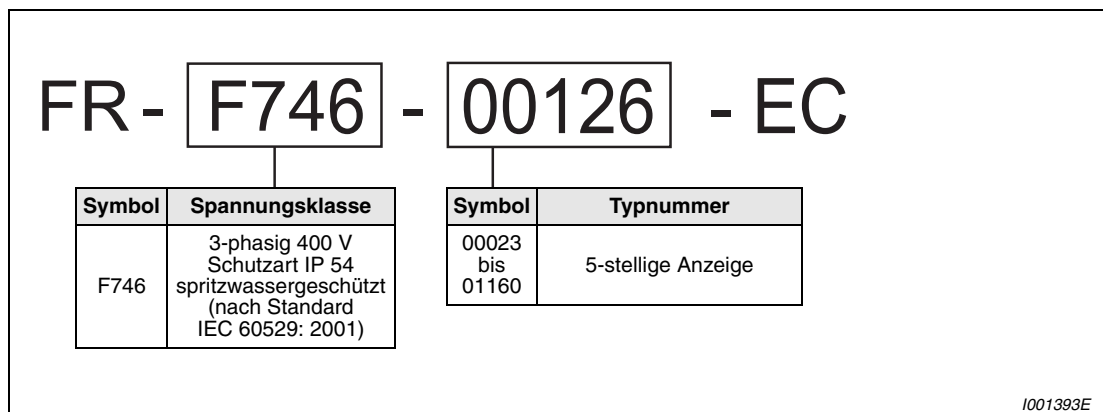 FR- F746 - 00126 - EC
Symbol Spannungsklasse
F746
3-phasig 400 V
Schutzart IP 54
spritzwassergeschützt
(nach Standard
IEC 60529: 2001)
Symbol Typnummer
00023
bis
01160
5-stellige Anzeige
I001393E